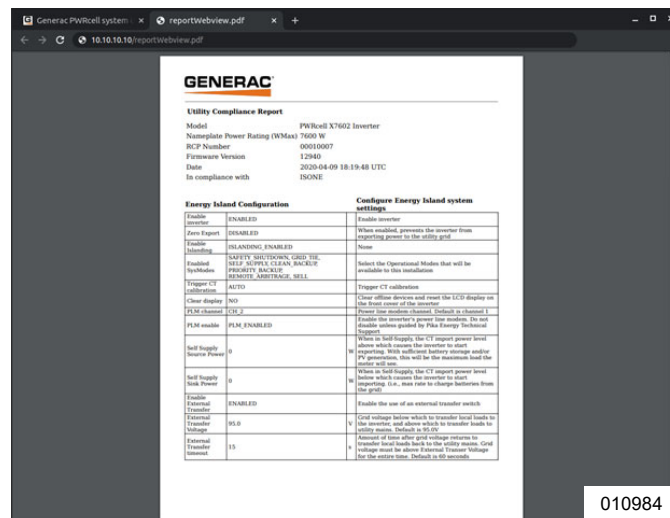 Generac PWRcell system
reportWebview.pdf
10.10.10.10/reportWebview.pdf
GENERAC
Utility Compliance Report
Model PWRcell X7602 Inverter
Nameplate Power Rating (WMax) 7600 W
RCP Number 00010007
Firmware Version 12940
Date 2020-04-09 18:19:48 UTC
In compliance with ISONE
Energy Island Configuration
Configure Energy Island system
settings
Enable
inverter
ENABLED
Enable inverter
Zero Export
DISABLED
When enabled, prevents the inverter from
exporting power to the utility grid
Enable
Islanding
ISLANDING_ENABLED
None
Enabled
SysModes
SAFETY_SHUTDOWN, GRID_TIE,
SELF_SUPPLY, CLEAN_BACKUP,
PRIORITY_BACKUP,
REMOTE_ARBITRAGE, SELL
Select the Operational Modes that will be
available to this installation
Trigger CT
calibration
AUTO
Trigger CT calibration
Clear display
NO
Clear offline devices and reset the LCD display on
the front cover of the inverter
PLM channel
CH_2
Power line modem channel. Default is channel 1
PLM enable
PLM_ENABLED
Enable the inverter's power line modem. Do not
disable unless guided by Pika Energy Technical
Support
Self Supply
Source Power
0
W
When in Self-Supply, the CT import power level
above which causes the inverter to start
exporting. With sufficient battery storage and/or
PV generation, this will be the maximum load the
meter will see.
Self Supply
Sink Power
0
W
When in Self-Supply, the CT import power level
below which causes the inverter to start
importing. (i.e., max rate to charge batteries from
the grid)
Enable
External
Transfer
ENABLED
Enable the use of an external transfer switch
External
Transfer
Voltage
95.0
V
Grid voltage below which to transfer local loads to
the inverter, and above which to transfer loads to
utility mains. Default is 95.0V
External
Transfer
timeout
15
s
Amount of time after grid voltage returns to
transfer local loads back to the utility mains. Grid
voltage must be above External Transer Voltage
for the entire time. Default is 60 seconds
010984